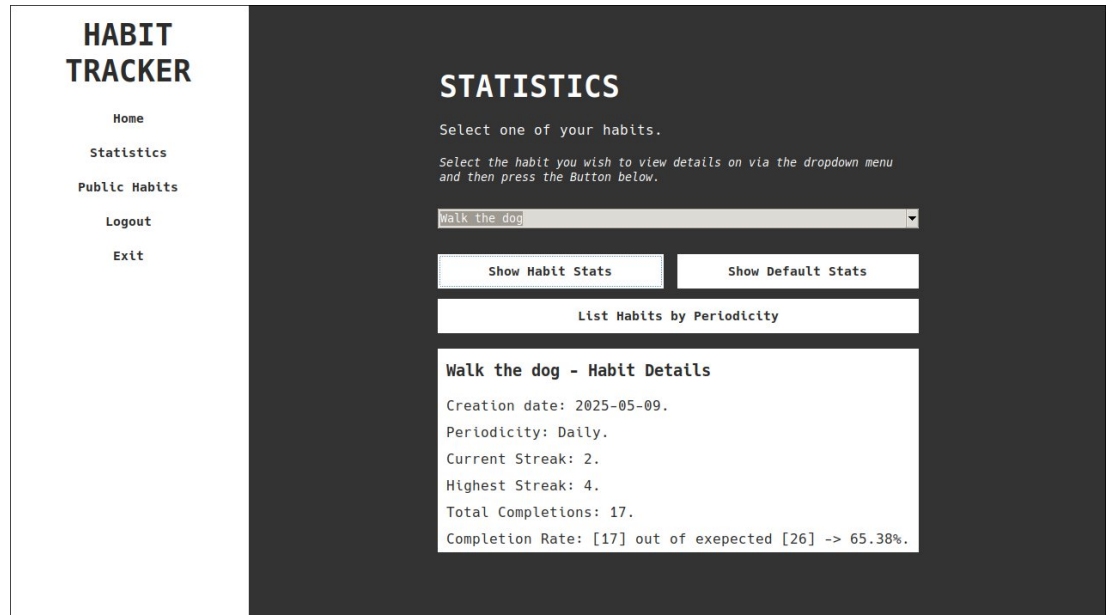 HABIT
TRACKER
Home
Statistics
Public Habits
Logout
Exit
STATISTICS
Select one of your habits.
Select the habit you wish to view details on via the dropdown menu
and then press the Button below.
Walk the dog
Show Habit Stats
Show Default Stats
List Habits by Periodicity
Walk the dog - Habit Details
Creation date: 2025-05-09.
Periodicity: Daily.
Current Streak: 2.
Highest Streak: 4.
Total Completions: 17.
Completion Rate: [17] out of exepected [26] -> 65.38%.